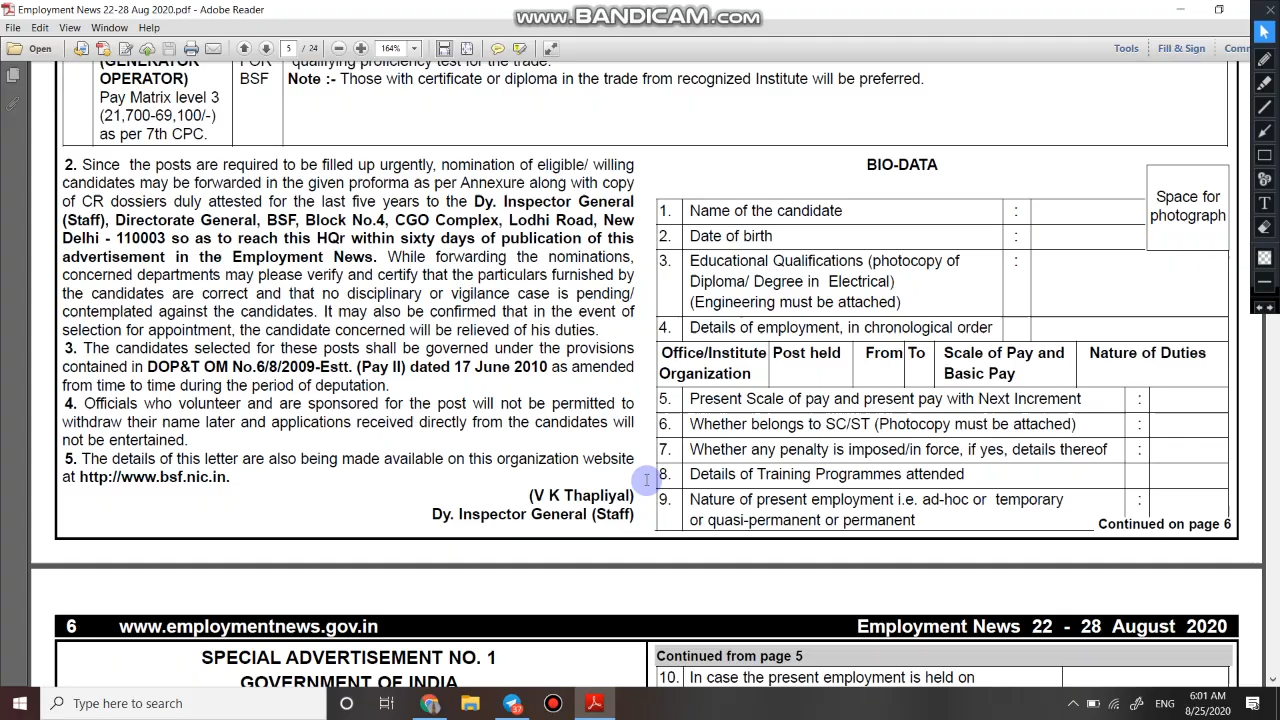 Employment News 22-28 Aug 2020.pdf - Adobe Reader
www.BANDICAM.com
File Edit View Window Help
Open 5 / 24 164% Tools Fill & Sign
OPERATOR)
Pay Matrix level 3
(21,700-69,100/-)
as per 7th CPC.
FOR
BSF
qualifying proficiency test for the trade.
Note :- Those with certificate or diploma in the trade from recognized Institute will be preferred.
2. Since the posts are required to be filled up urgently, nomination of eligible/ willing
candidates may be forwarded in the given proforma as per Annexure along with copy
of CR dossiers duly attested for the last five years to the Dy. Inspector General
(Staff), Directorate General, BSF, Block No.4, CGO Complex, Lodhi Road, New
Delhi - 110003 so as to reach this HQr within sixty days of publication of this
advertisement in the Employment News. While forwarding the nominations,
concerned departments may please verify and certify that the particulars furnished by
the candidates are correct and that no disciplinary or vigilance case is pending/
contemplated against the candidates. It may also be confirmed that in the event of
selection for appointment, the candidate concerned will be relieved of his duties.
3. The candidates selected for these posts shall be governed under the provisions
contained in DOP&T OM No.6/8/2009-Estt. (Pay II) dated 17 June 2010 as amended
from time to time during the period of deputation.
4. Officials who volunteer and are sponsored for the post will not be permitted to
withdraw their name later and applications received directly from the candidates will
not be entertained.
5. The details of this letter are also being made available on this organization website
at http://www.bsf.nic.in.
(V K Thapliyal)
Dy. Inspector General (Staff)
BIO-DATA
Space for
photograph
1. Name of the candidate :
2. Date of birth :
3. Educational Qualifications (photocopy of :
Diploma/ Degree in Electrical)
(Engineering must be attached)
4. Details of employment, in chronological order
Office/Institute Post held From To Scale of Pay and Nature of Duties
Organization Basic Pay
5. Present Scale of pay and present pay with Next Increment :
6. Whether belongs to SC/ST (Photocopy must be attached) :
7. Whether any penalty is imposed/in force, if yes, details thereof :
8. Details of Training Programmes attended
9. Nature of present employment i.e. ad-hoc or temporary :
or quasi-permanent or permanent
Continued on page 6
6 www.employmentnews.gov.in Employment News 22 - 28 August 2020
SPECIAL ADVERTISEMENT NO. 1
GOVERNMENT OF INDIA
Continued from page 5
10. In case the present employment is held on
Type here to search
37
ENG
6:01 AM
8/25/2020